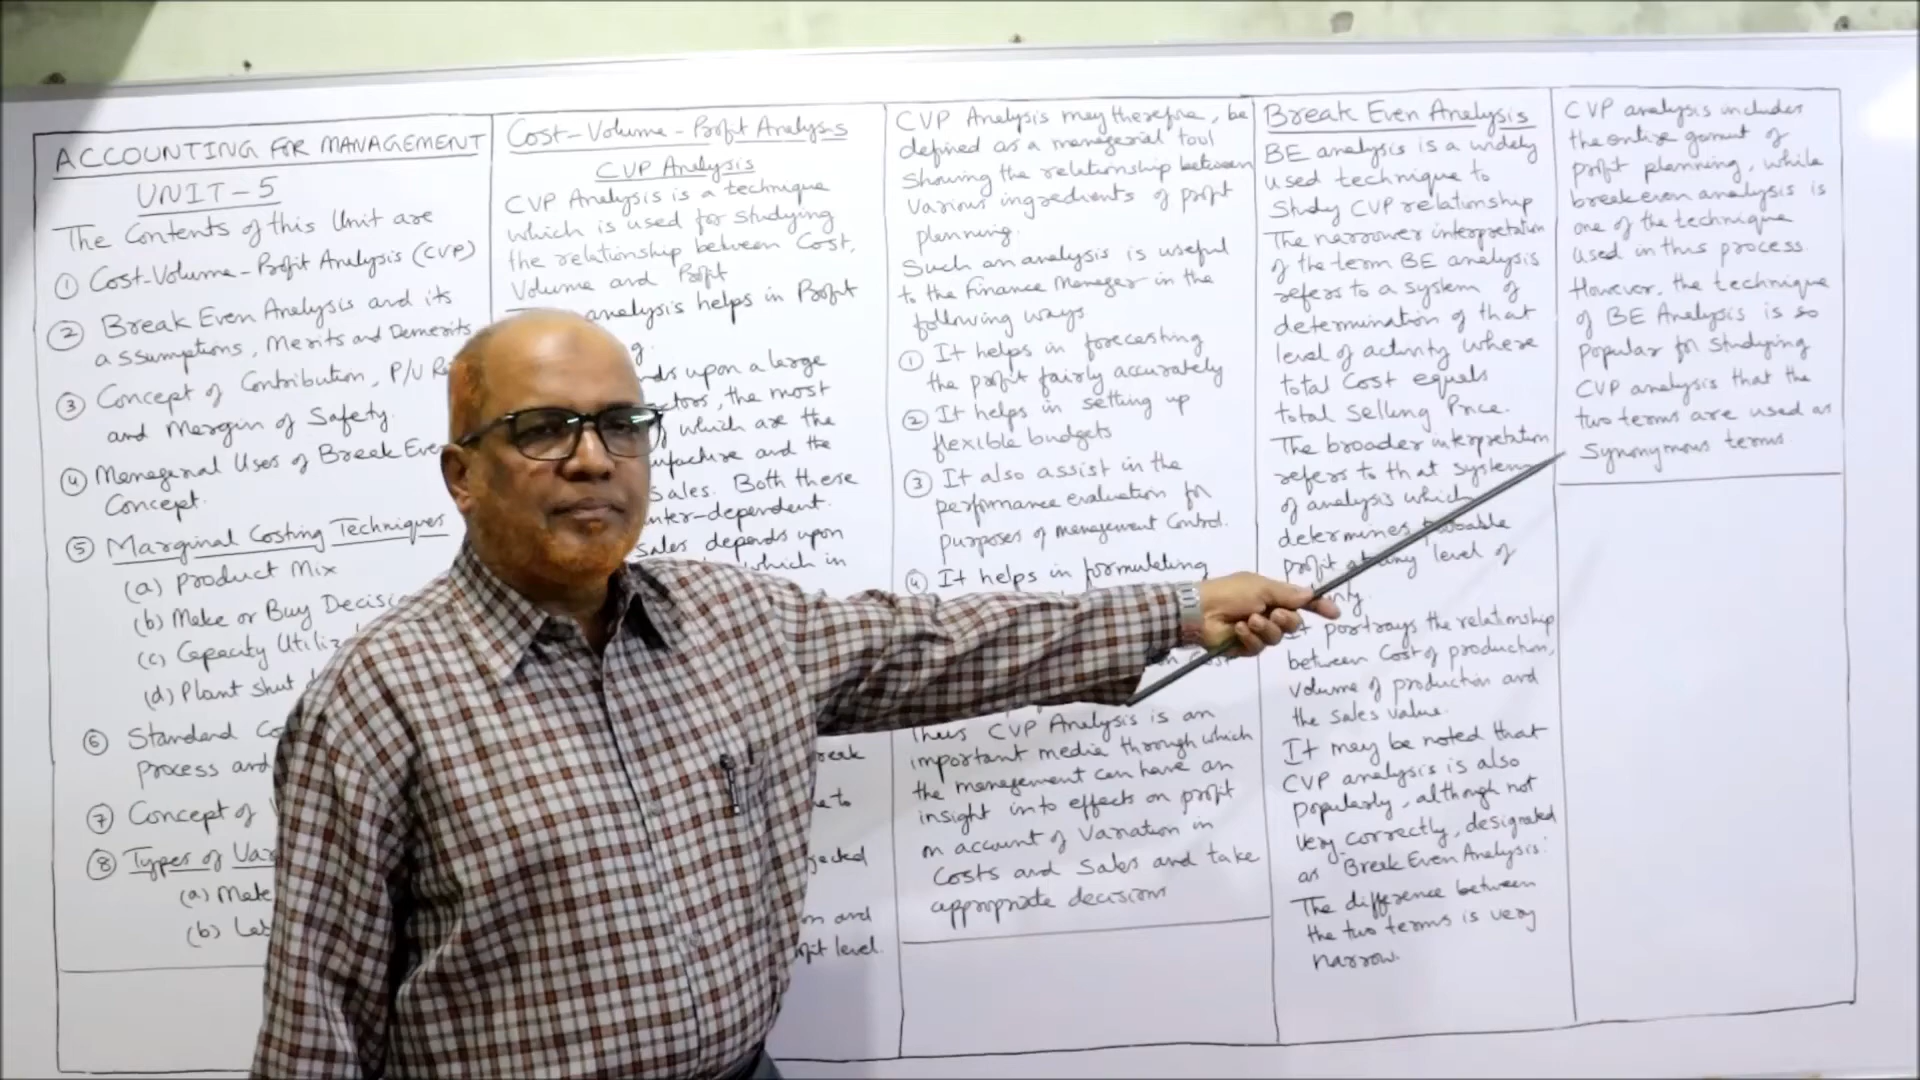 ACCOUNTING FOR MANAGEMENT
UNIT-5
The Contents of this Unit are
① Cost-Volume-Profit Analysis (CVP)
② Break Even Analysis and its
assumptions, Merits and Demerits
③ Concept of Contribution, P/V
and Margin of Safety.
④ Managerial Uses of Break Even
Concept.
⑤ Marginal Costing Techniques
(a) Product Mix
(b) Make or Buy
(c) Capacity
(d) Plant Shut
⑥ Standard
process and
⑦ Concept of
⑧ Types of
(a)
(b)
Cost-Volume-Profit Analysis
CVP Analysis
CVP Analysis is a technique
which is used for studying
the relationship between Cost,
Volume and Profit
analysis helps in Profit
upon a large
the most
which are the
and the
Sales. Both these
inter-dependent.
Sales depends upon
which in
to
and
level.
CVP Analysis may therefore, be
defined as a managerial tool
showing the relationship between
various ingredients of profit
planning.
Such an analysis is useful
to the Finance Manager in the
following ways
① It helps in forecasting
the profit fairly accurately
② It helps in setting up
flexible budgets
③ It also assist in the
performance evaluation for
purposes of management control.
④ It helps in formulating
Thus CVP Analysis is an
important media through which
the management can have an
insight into effects on profit
on account of variation in
Costs and Sales and take
appropriate decisions
Break Even Analysis
BE analysis is a widely
used technique to
Study CVP relationship
The narrower interpretation
of the term BE analysis
refers to a system of
determination of that
level of activity where
total Cost equals
total Selling Price.
The broader interpretation
refers to that system
of analysis which
determines
profit at any level of
It portrays the relationship
between Cost of production,
Volume of production and
the sales value.
It may be noted that
CVP analysis is also
popularly, although not
very correctly, designated
as 'Break Even Analysis'.
The difference between
the two terms is very
narrow.
CVP analysis includes
the entire gamut of
profit planning, while
break even analysis is
one of the technique
used in this process.
However, the technique
of BE Analysis is so
popular for studying
CVP analysis that the
two terms are used as
Synonymous terms.